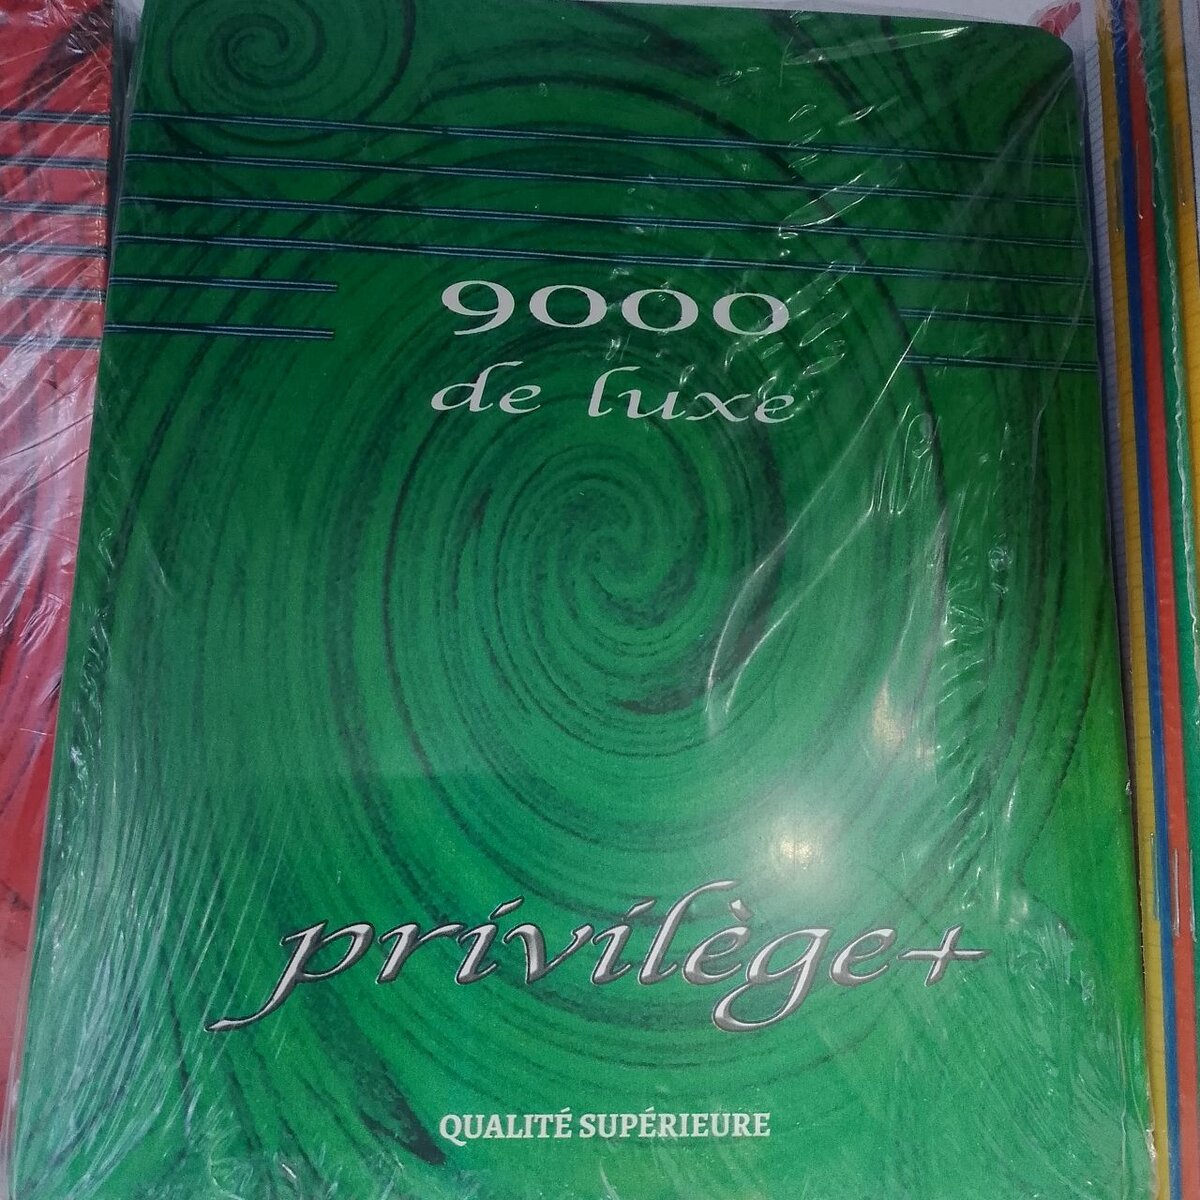 9000
de luxe
privilège+
QUALITÉ SUPÉRIEURE